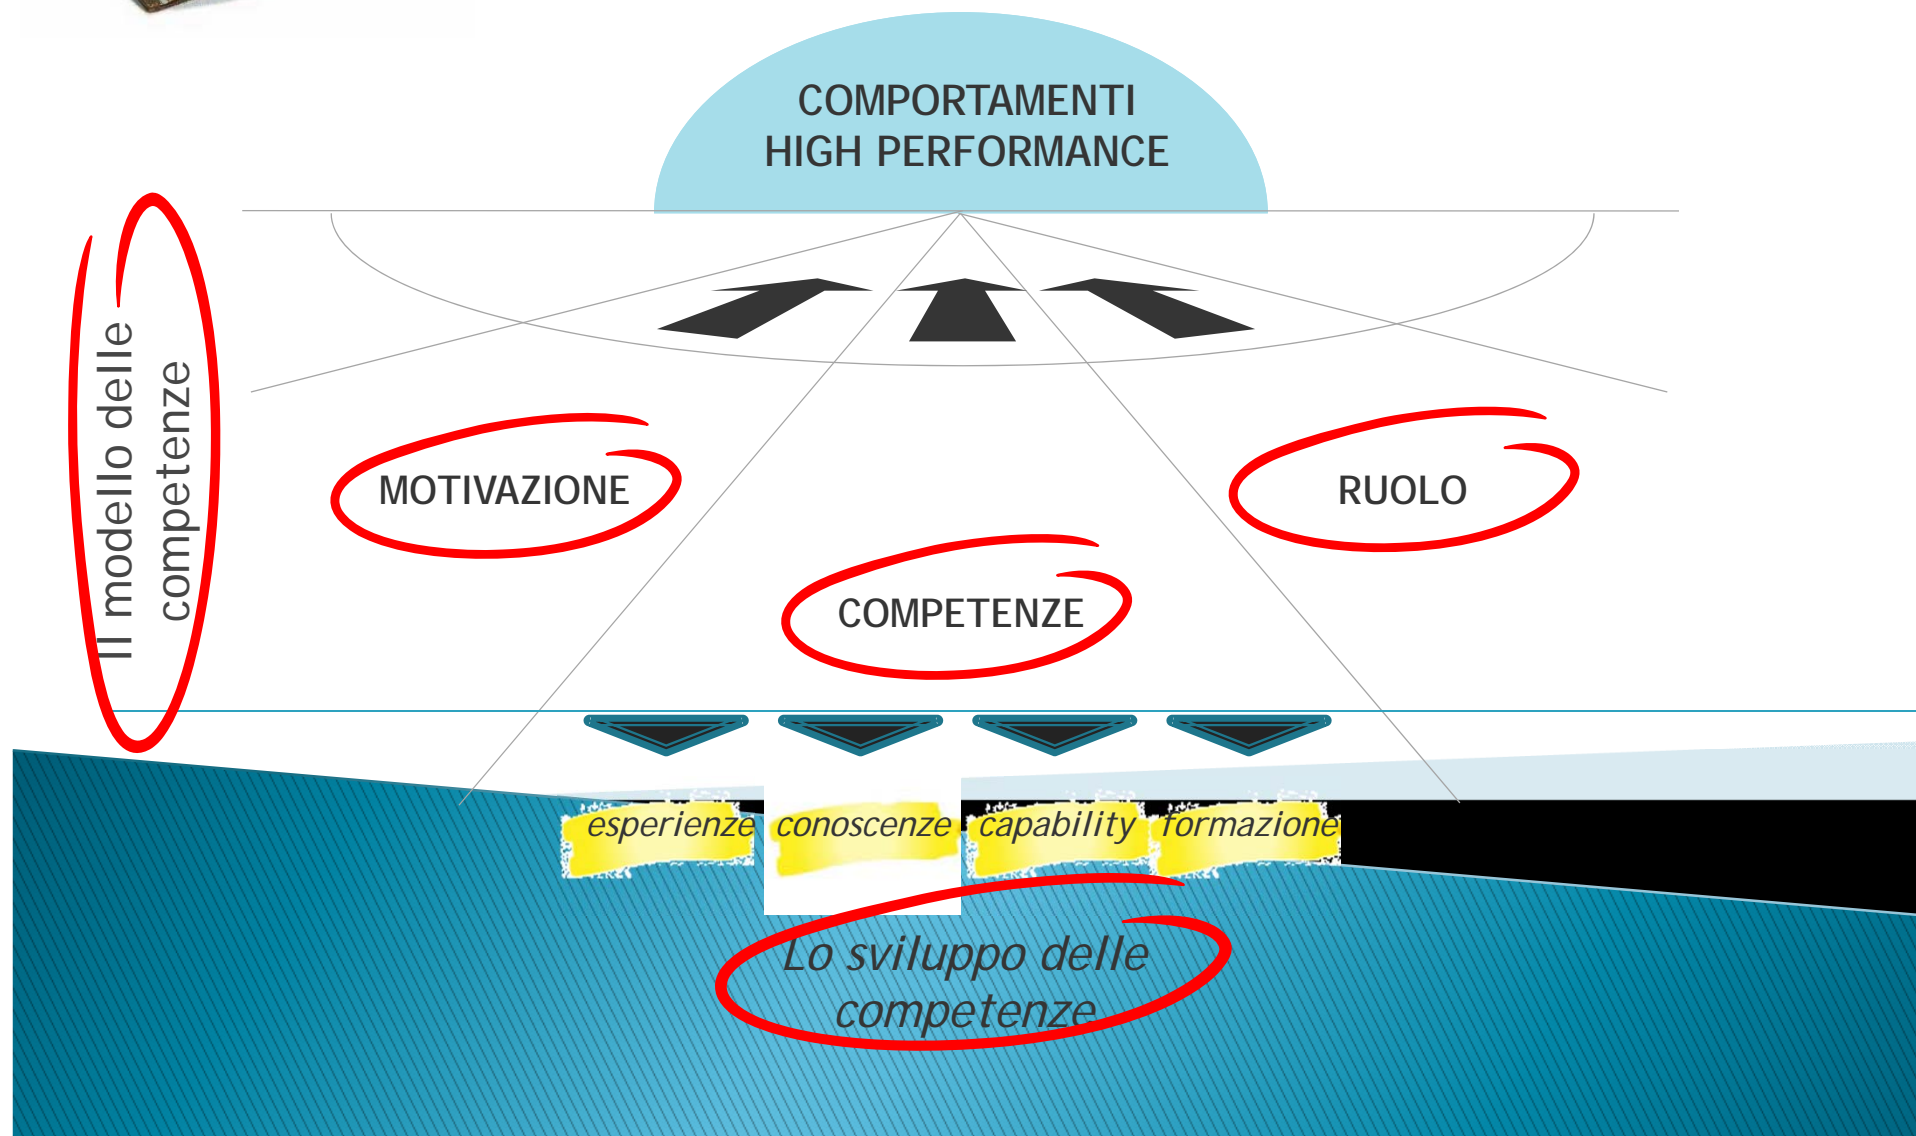 COMPORTAMENTI
HIGH PERFORMANCE
Il modello delle
competenze
MOTIVAZIONE
RUOLO
COMPETENZE
esperienze
conoscenze
capability
formazione
Lo sviluppo delle
competenze